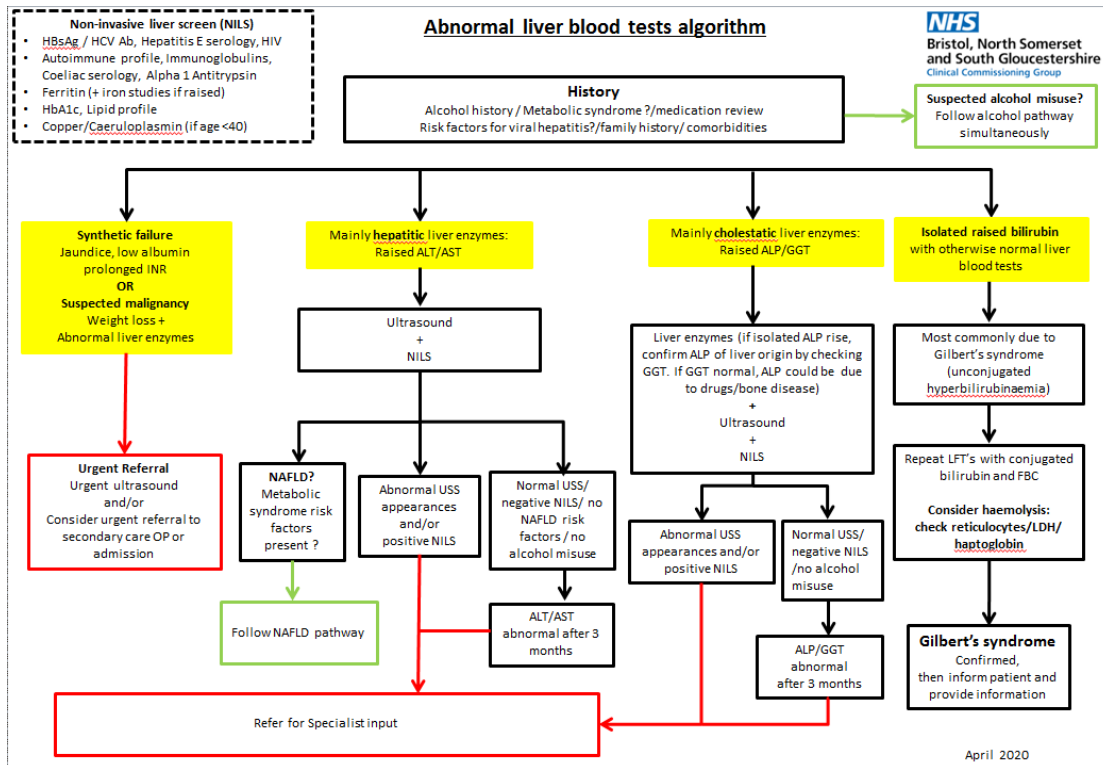 Non-invasive liver screen (NILS)
• HBsAg / HCV Ab, Hepatitis E serology, HIV
• Autoimmune profile, Immunoglobulins,
Coeliac serology, Alpha 1 Antitrypsin
• Ferritin (+ iron studies if raised)
• HbA1c, Lipid profile
• Copper/Caeruloplasmin (if age <40)
Abnormal liver blood tests algorithm
NHS
Bristol, North Somerset
and South Gloucestershire
Clinical Commissioning Group
History
Alcohol history / Metabolic syndrome ?/medication review
Risk factors for viral hepatitis?/family history/ comorbidities
Suspected alcohol misuse?
Follow alcohol pathway
simultaneously
Synthetic failure
Jaundice, low albumin
prolonged INR
OR
Suspected malignancy
Weight loss +
Abnormal liver enzymes
Mainly hepatitic liver enzymes:
Raised ALT/AST
Mainly cholestatic liver enzymes:
Raised ALP/GGT
Isolated raised bilirubin
with otherwise normal liver
blood tests
Ultrasound
+
NILS
Liver enzymes (if isolated ALP rise,
confirm ALP of liver origin by checking
GGT. If GGT normal, ALP could be due
to drugs/bone disease)
+
Ultrasound
+
NILS
Most commonly due to
Gilbert's syndrome
(unconjugated
hyperbilirubinaemia)
Urgent Referral
Urgent ultrasound
and/or
Consider urgent referral to
secondary care OP or
admission
NAFLD?
Metabolic
syndrome risk
factors
present ?
Abnormal USS
appearances
and/or
positive NILS
Normal USS/
negative NILS/ no
NAFLD risk
factors / no
alcohol misuse
Abnormal USS
appearances and/or
positive NILS
Normal USS/
negative NILS
/no alcohol
misuse
Repeat LFT's with conjugated
bilirubin and FBC
Consider haemolysis:
check reticulocytes/LDH/
haptoglobin
Follow NAFLD pathway
ALT/AST
abnormal after 3
months
ALP/GGT
abnormal
after 3 months
Gilbert's syndrome
Confirmed,
then inform patient and
provide information
Refer for Specialist input
April 2020